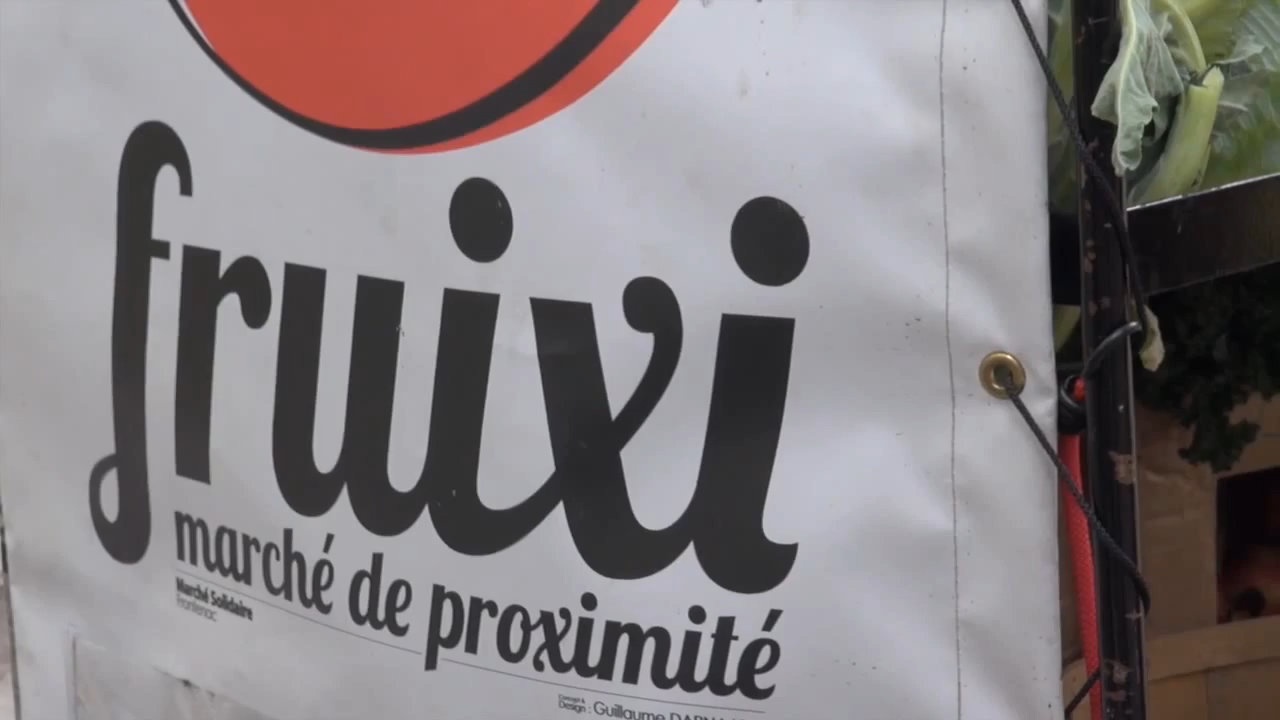 fruixi
marché de proximité
Marché Solidaire
Frontenac
Concept &
Design : Guillaume